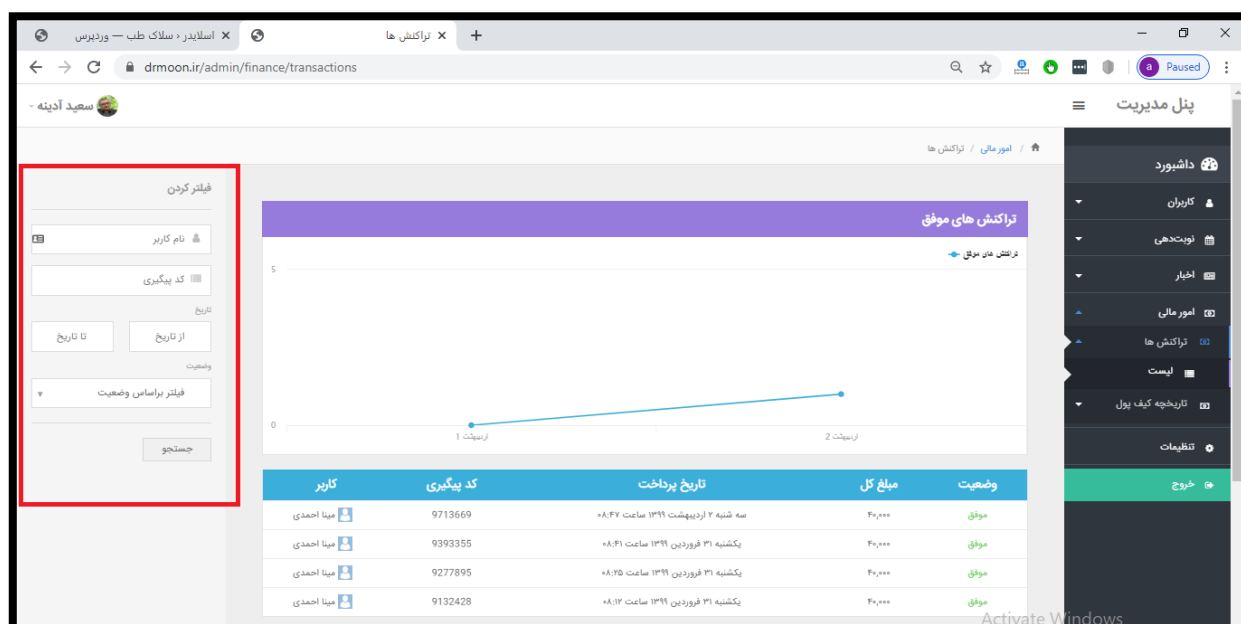 اسلایدر ‹ سلاک طب — وردپرس
تراکنش ها
drmoon.ir/admin/finance/transactions
a Paused
پنل مدیریت
سعید آدینه
امور مالی / تراکنش ها
داشبورد
کاربران
نوبت‌دهی
اخبار
امور مالی
تراکنش ها
لیست
تاریخچه کیف پول
تنظیمات
خروج
تراکنش های موفق
تراکنش های موفق
5
0
اردیبهشت 1
اردیبهشت 2
وضعیت مبلغ کل تاریخ پرداخت کد پیگیری کاربر
موفق ۴۰,۰۰۰ سه شنبه ۲ اردیبهشت ۱۳۹۹ ساعت ۰۸:۴۷ 9713669 مینا احمدی
موفق ۴۰,۰۰۰ یکشنبه ۳۱ فروردین ۱۳۹۹ ساعت ۰۸:۴۱ 9393355 مینا احمدی
موفق ۴۰,۰۰۰ یکشنبه ۳۱ فروردین ۱۳۹۹ ساعت ۰۸:۲۵ 9277895 مینا احمدی
موفق ۴۰,۰۰۰ یکشنبه ۳۱ فروردین ۱۳۹۹ ساعت ۰۸:۱۲ 9132428 مینا احمدی
فیلتر کردن
نام کاربر
کد پیگیری
تاریخ
از تاریخ تا تاریخ
وضعیت
فیلتر براساس وضعیت
جستجو
Activate Windows